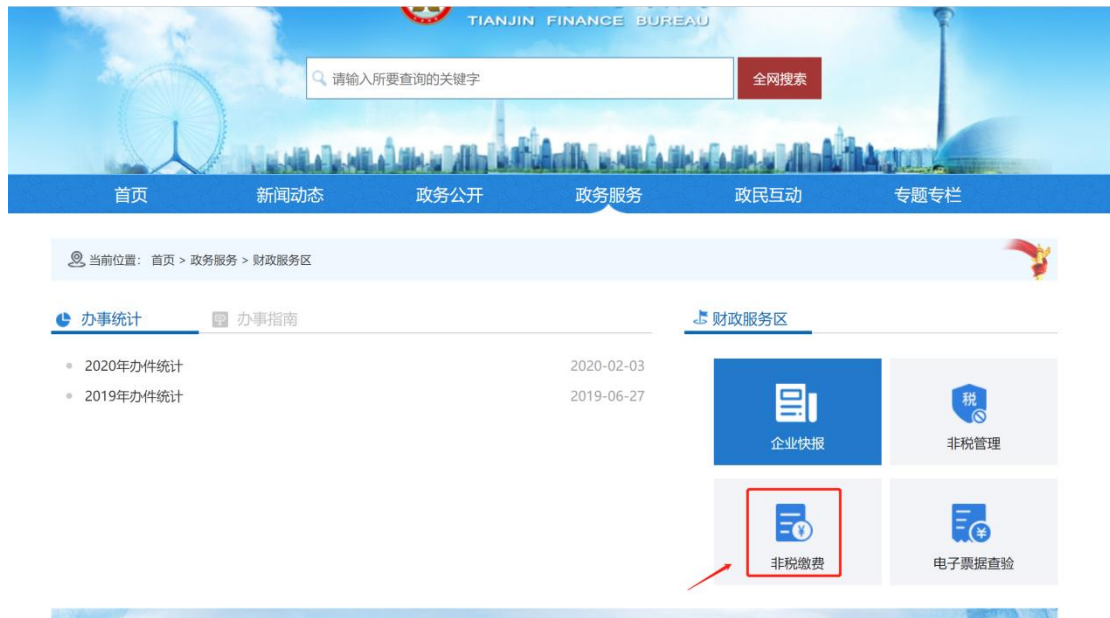 TIANJIN FINANCE BUREAU
请输入所要查询的关键字
全网搜索
首页 新闻动态 政务公开 政务服务 政民互动 专题专栏
当前位置： 首页 > 政务服务 > 财政服务区
办事统计 办事指南
2020年办件统计 2020-02-03
2019年办件统计 2019-06-27
财政服务区
企业快报
税
非税管理
非税缴费
电子票据查验